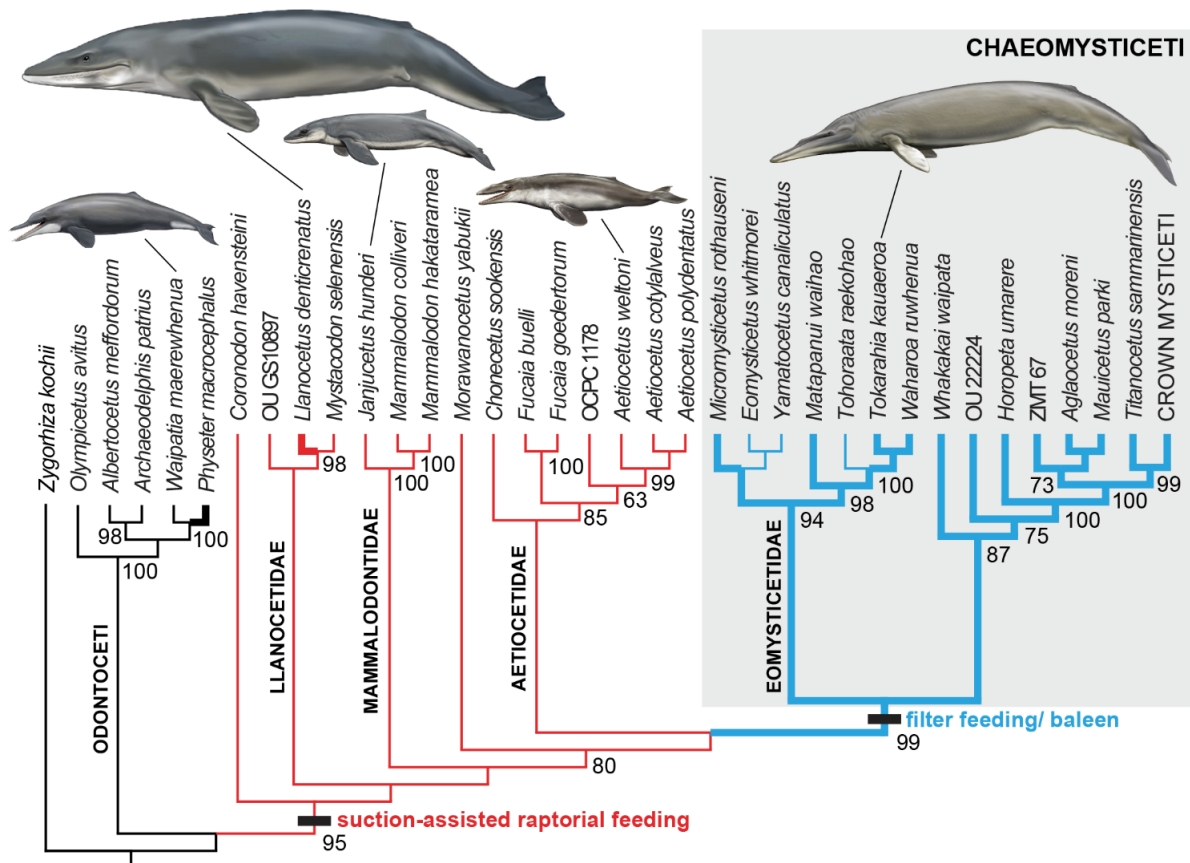 CHAEOMYSTICETI
Zygorhiza kochii
Olympicetus avitus
Albertocetus meffordorum
Archaeodelphis patrius
Waipatia maerewhenua
Physeter macrocephalus
Coronodon havensteini
OU GS10897
Llanocetus denticrenatus
Mystacodon selenensis
Janjucetus hunderi
Mammalodon colliveri
Mammalodon hakataramea
Morawanocetus yabukii
Chonecetus sookensis
Fucaia buelli
Fucaia goedertorum
OCPC 1178
Aetiocetus weltoni
Aetiocetus cotylalveus
Aetiocetus polydentatus
Micromysticetus rothauseni
Eomysticetus whitmorei
Yamatocetus canaliculatus
Matapanui waihao
Tohoraata raekohao
Tokarahia kauaeroa
Waharoa ruwhenua
Whakakai waipata
OU 22224
Horopeta umarere
ZMT 67
Aglaocetus moreni
Mauicetus parki
Titanocetus sammarinensis
CROWN MYSTICETI
98
100
100
98
100
100
100
99
63
85
100
98
94
73
99
100
100
75
87
ODONTOCETI
LLANOCETIDAE
MAMMALODONTIDAE
AETIOCETIDAE
EOMYSTICETIDAE
filter feeding/ baleen
99
80
suction-assisted raptorial feeding
95